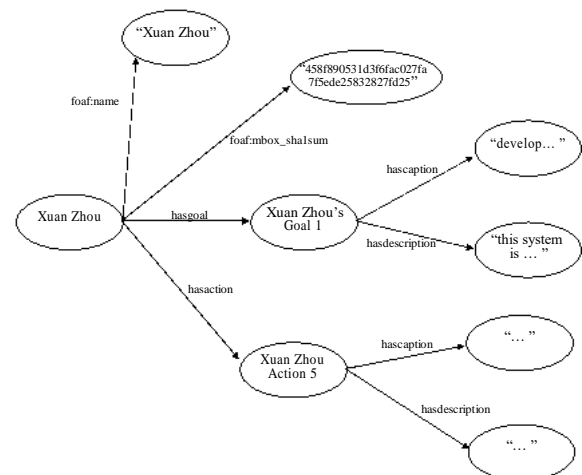 “Xuan Zhou”
“458f890531d3f6fac027fa
7f5ede25832827fd25”
foaf:name
foaf:mbox_sha1sum
“develop… ”
hascaption
Xuan Zhou
hasgoal
Xuan Zhou’s
Goal 1
hasdescription
“this system
is … ”
hasaction
“… ”
hascaption
Xuan Zhou
Action 5
hasdescription
“… ”